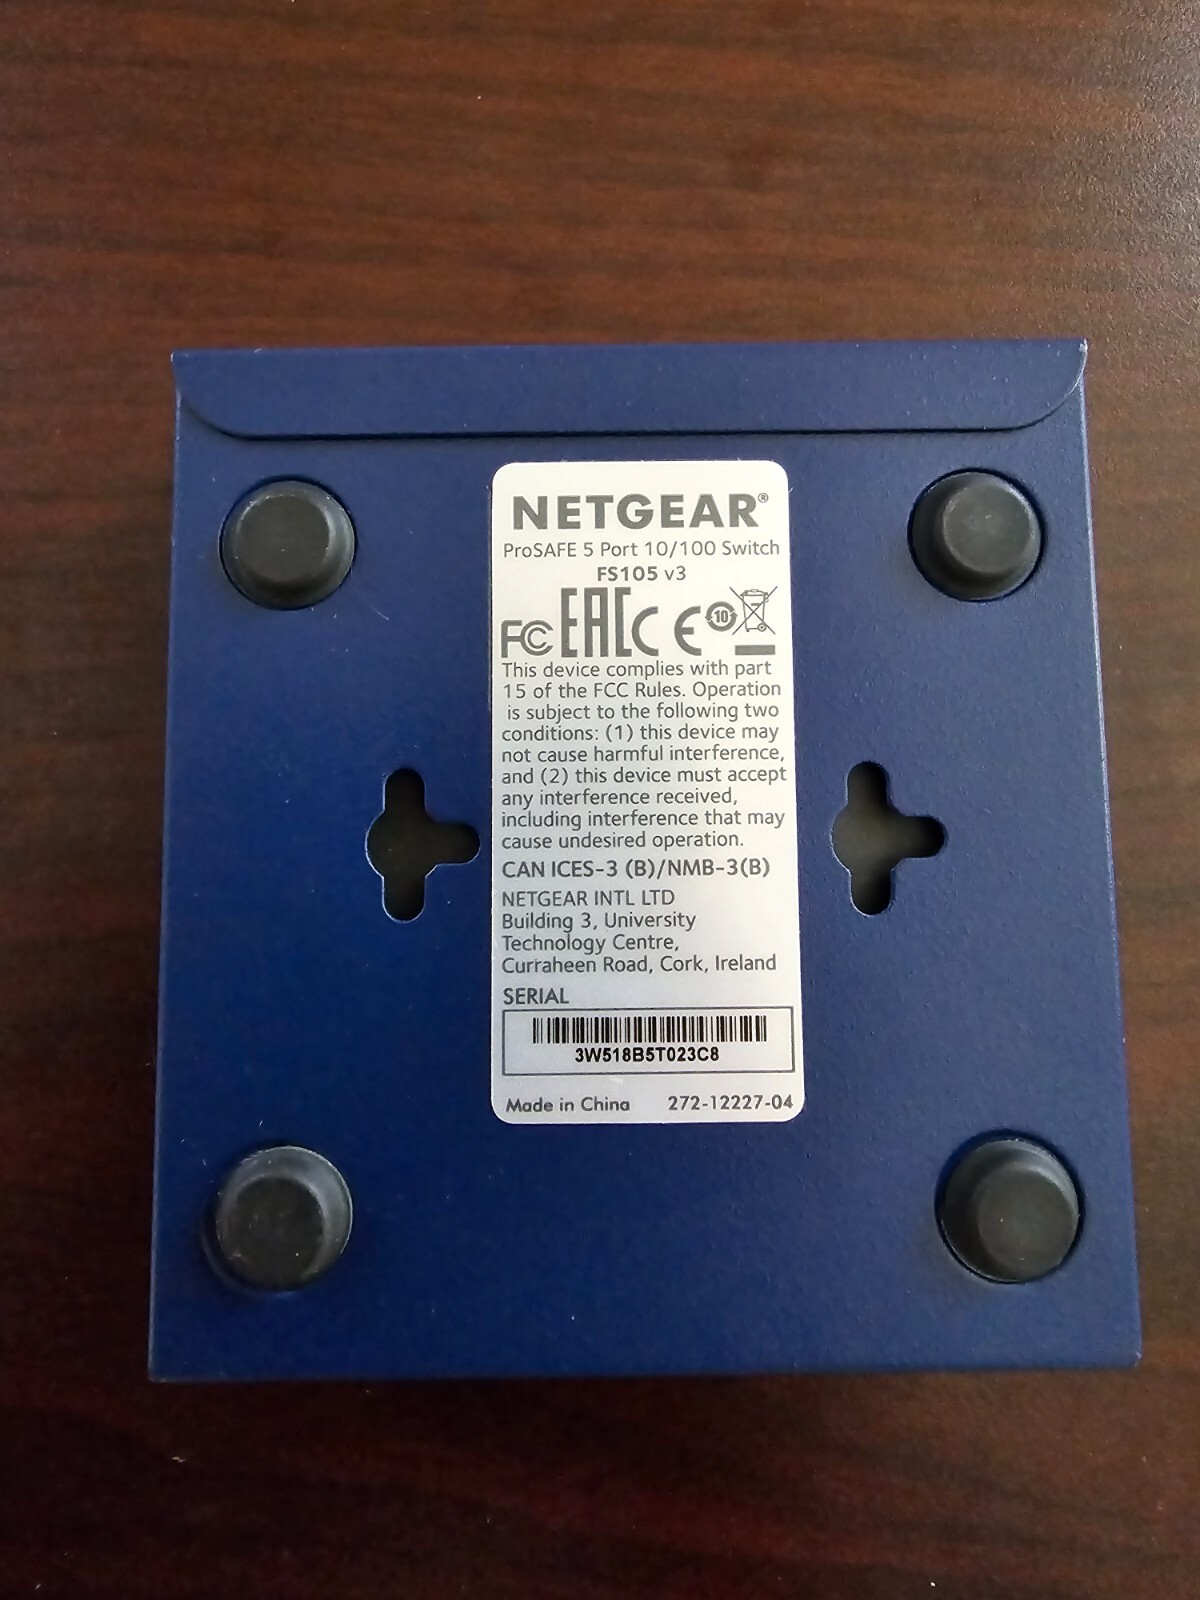 NETGEAR®
ProSAFE 5 Port 10/100 Switch
FS105 v3
FC EAC CE 10
This device complies with part
15 of the FCC Rules. Operation
is subject to the following two
conditions: (1) this device may
not cause harmful interference,
and (2) this device must accept
any interference received,
including interference that may
cause undesired operation.
CAN ICES-3 (B)/NMB-3(B)
NETGEAR INTL LTD
Building 3, University
Technology Centre,
Curraheen Road, Cork, Ireland
SERIAL
3W518B5T023C8
Made in China 272-12227-04